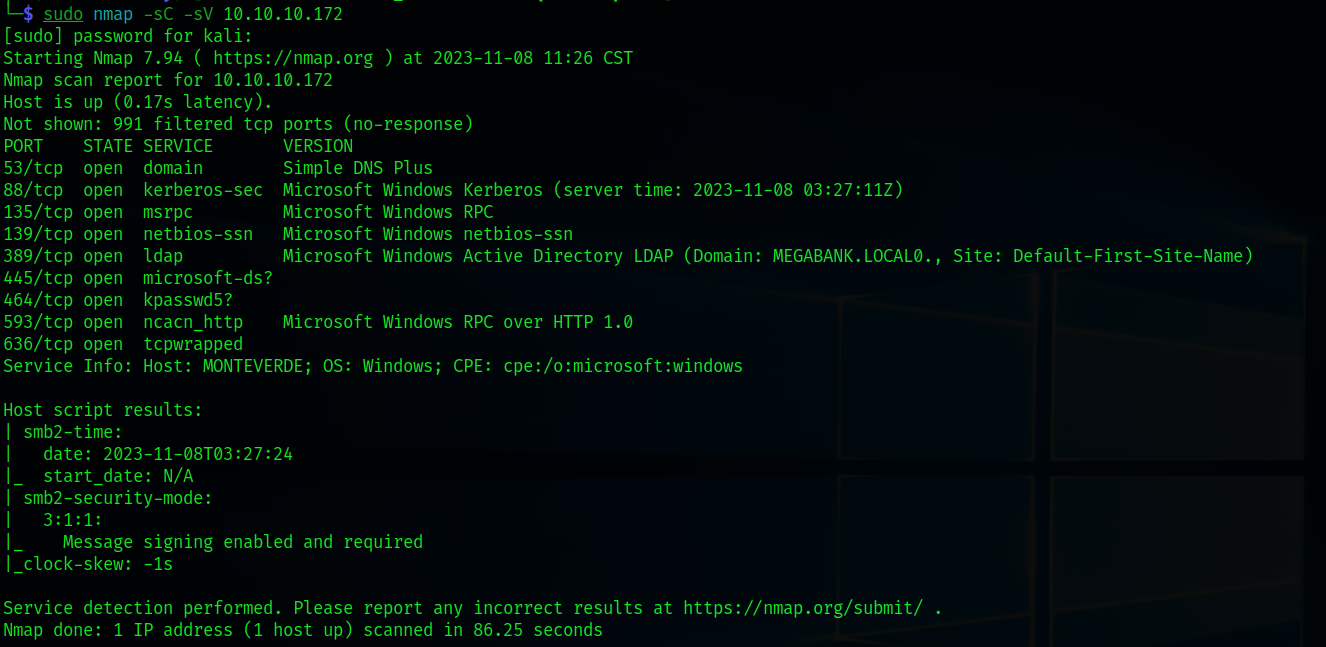 └─$ sudo nmap -sC -sV 10.10.10.172
[sudo] password for kali:
Starting Nmap 7.94 ( https://nmap.org ) at 2023-11-08 11:26 CST
Nmap scan report for 10.10.10.172
Host is up (0.17s latency).
Not shown: 991 filtered tcp ports (no-response)
PORT    STATE SERVICE       VERSION
53/tcp  open  domain        Simple DNS Plus
88/tcp  open  kerberos-sec  Microsoft Windows Kerberos (server time: 2023-11-08 03:27:11Z)
135/tcp open  msrpc         Microsoft Windows RPC
139/tcp open  netbios-ssn   Microsoft Windows netbios-ssn
389/tcp open  ldap          Microsoft Windows Active Directory LDAP (Domain: MEGABANK.LOCAL0., Site: Default-First-Site-Name)
445/tcp open  microsoft-ds?
464/tcp open  kpasswd5?
593/tcp open  ncacn_http    Microsoft Windows RPC over HTTP 1.0
636/tcp open  tcpwrapped
Service Info: Host: MONTEVERDE; OS: Windows; CPE: cpe:/o:microsoft:windows

Host script results:
| smb2-time:
|   date: 2023-11-08T03:27:24
|_  start_date: N/A
| smb2-security-mode:
|   3:1:1:
|_    Message signing enabled and required
|_clock-skew: -1s

Service detection performed. Please report any incorrect results at https://nmap.org/submit/ .
Nmap done: 1 IP address (1 host up) scanned in 86.25 seconds